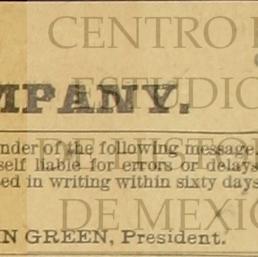 CENTRO
MPANY.
ESTUDIO
nder of the following message.
self liable for errors or delays
ed in writing within sixty days
DE MEXIC
N GREEN, President.